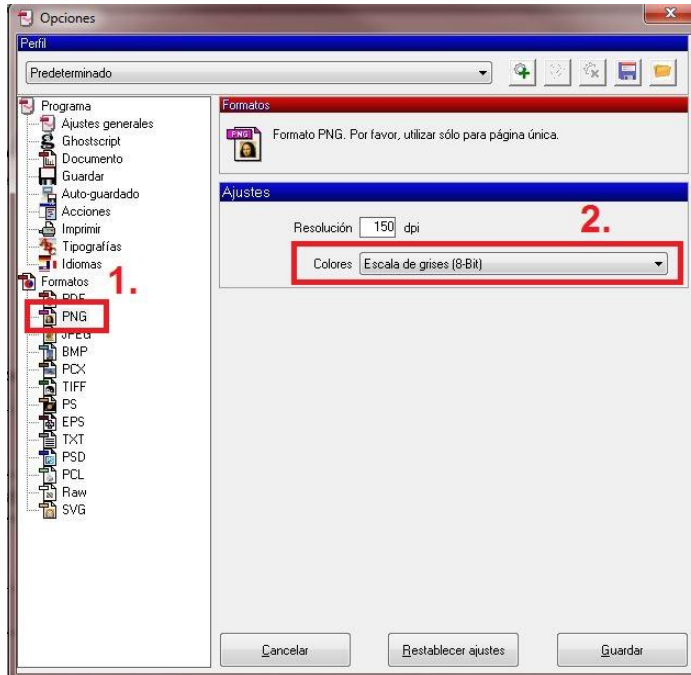 Opciones
Perfil
Predeterminado
Programa
Ajustes generales
Ghostscript
Documento
Guardar
Auto-guardado
Acciones
Imprimir
Tipografías
Idiomas
Formatos
1.
PDF
PNG
JPEG
BMP
PCX
TIFF
PS
EPS
TXT
PSD
PCL
Raw
SVG
Formatos
PNG
Formato PNG. Por favor, utilizar sólo para página única.
Ajustes
Resolución 150 dpi
2.
Colores Escala de grises (8-Bit)
Cancelar
Restablecer ajustes
Guardar